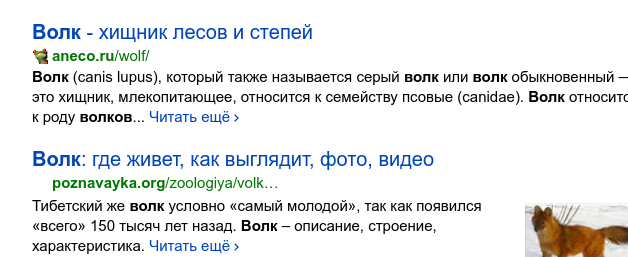 Волк - хищник лесов и степей
aneco.ru/wolf/
Волк (canis lupus), который также называется серый волк или волк обыкновенный —
это хищник, млекопитающее, относится к семейству псовые (canidae). Волк относитс
к роду волков... Читать ещё ›
Волк: где живет, как выглядит, фото, видео
poznavayka.org/zoologiya/volk…
Тибетский же волк условно «самый молодой», так как появился
«всего» 150 тысяч лет назад. Волк – описание, строение,
характеристика. Читать ещё ›